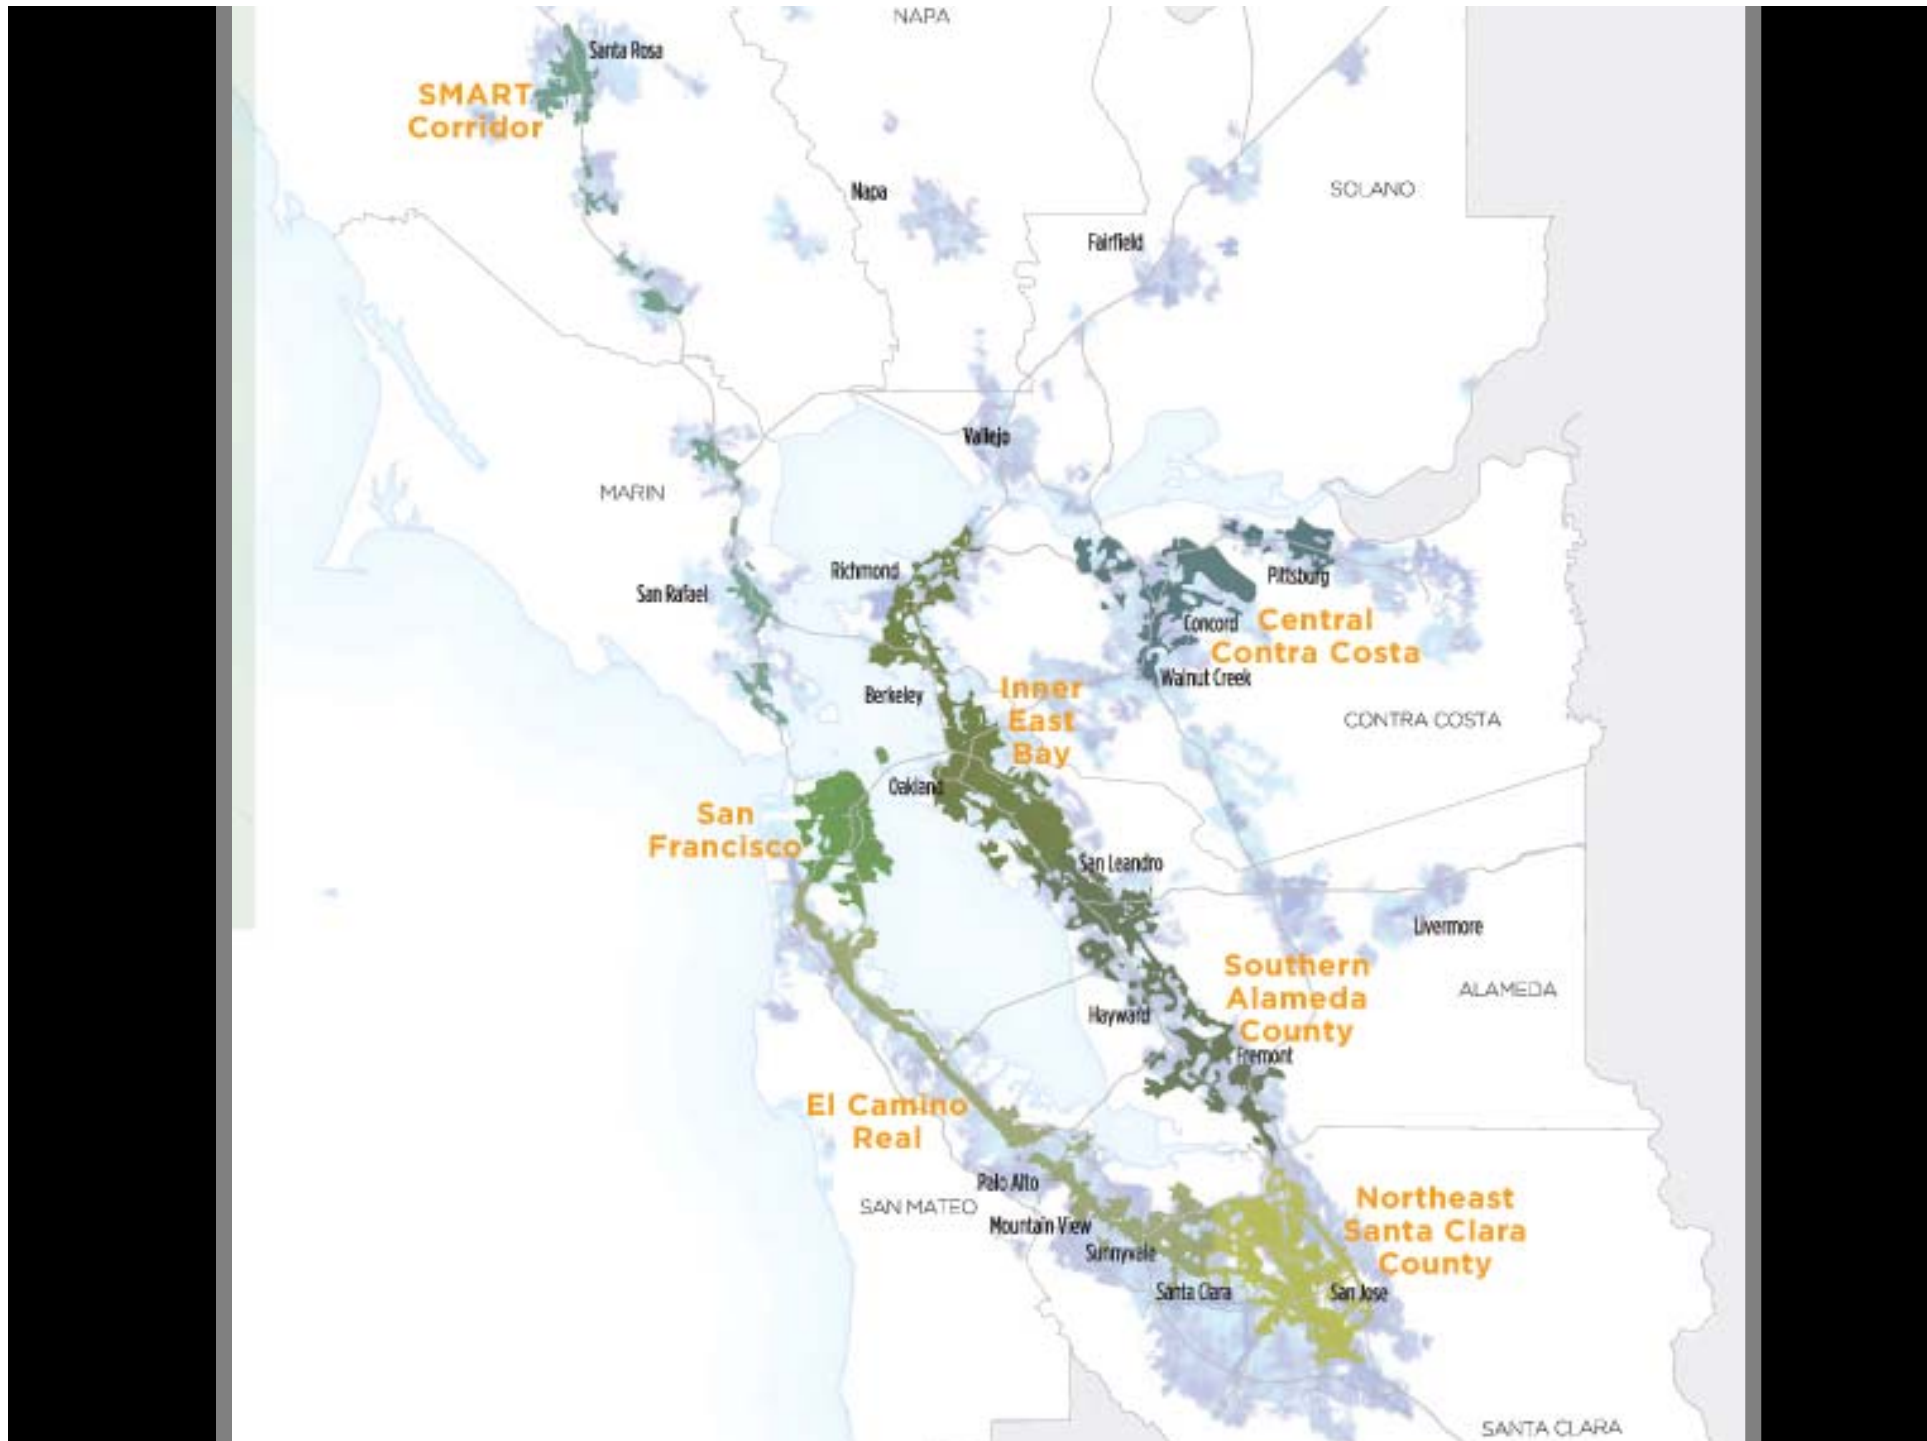 NAPA
Santa Rosa
SMART
Corridor
Napa
SOLANO
Fairfield
Vallejo
MARIN
Richmond
San Rafael
Pittsburg
Concord
Central
Contra Costa
Walnut Creek
Berkeley
Inner
East
Bay
CONTRA COSTA
Oakland
San
Francisco
San Leandro
Livermore
Southern
Alameda
County
ALAMEDA
Hayward
Fremont
El Camino
Real
Palo Alto
SAN MATEO
Mountain View
Sunnyvale
Northeast
Santa Clara
County
Santa Clara
San Jose
SANTA CLARA